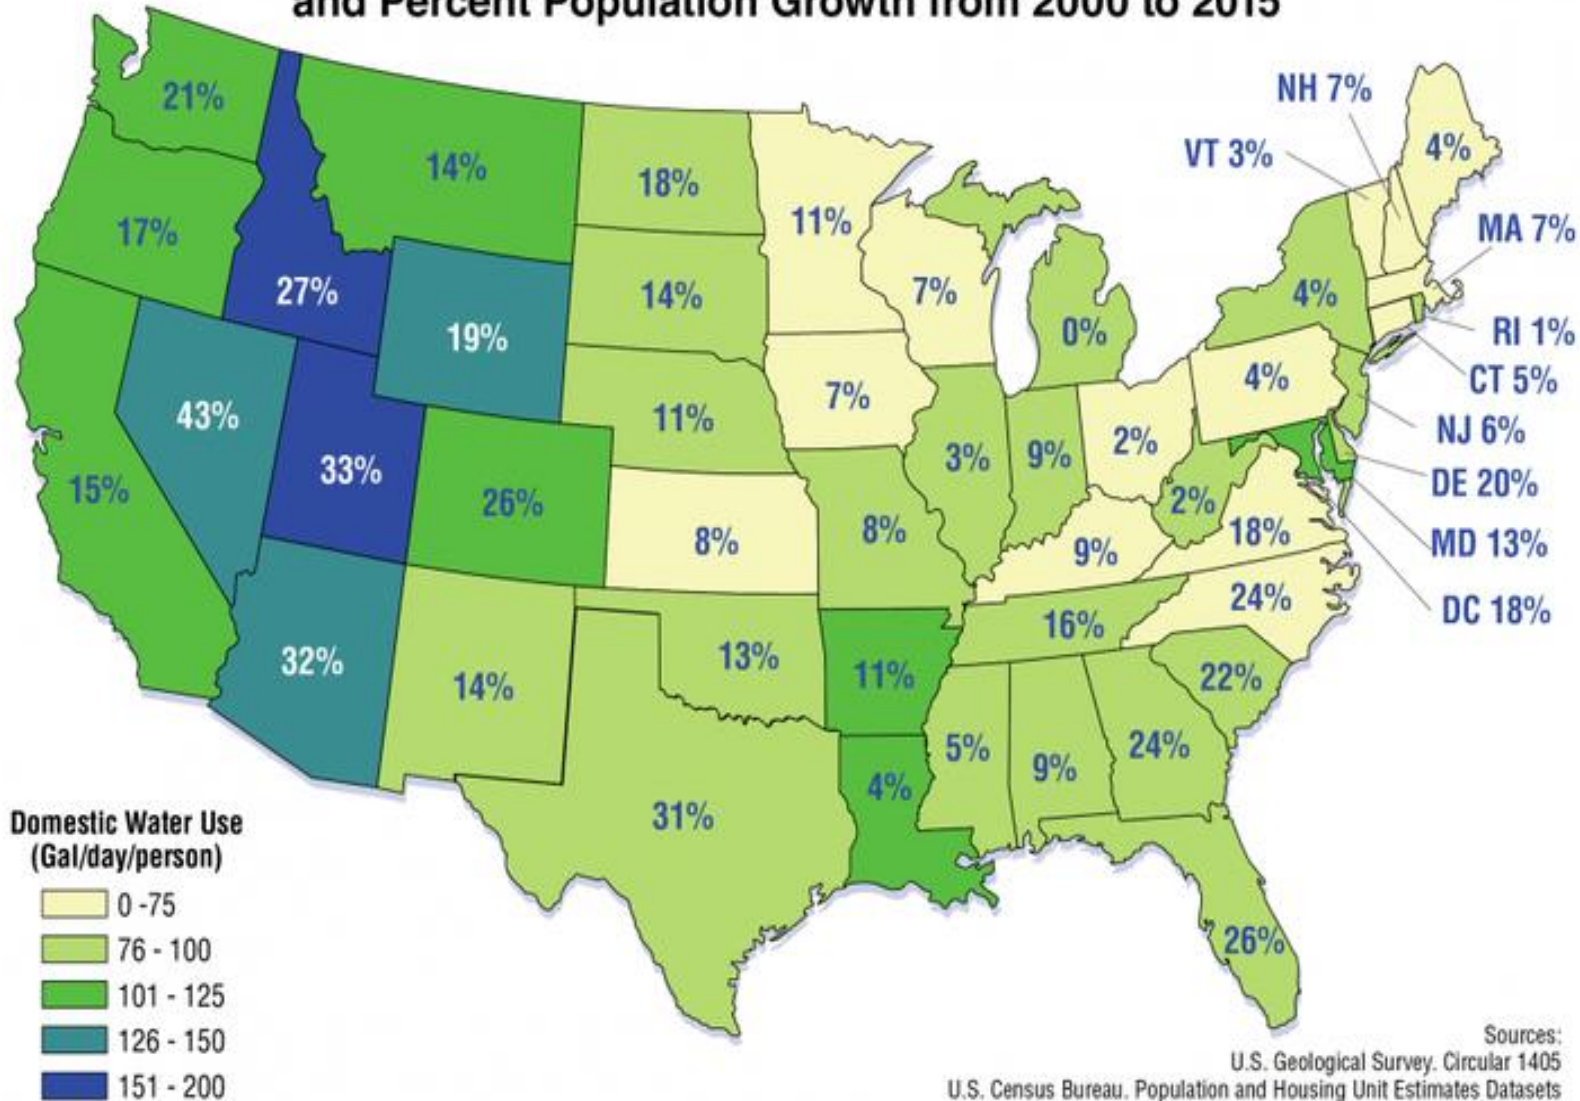 and Percent Population Growth from 2000 to 2015
NH 7%
21%
4%
VT 3%
14%
18%
11%
MA 7%
17%
27%
14%
7%
4%
19%
0%
RI 1%
4%
CT 5%
43%
11%
7%
NJ 6%
2%
3%
9%
33%
DE 20%
15%
26%
2%
18%
8%
8%
9%
MD 13%
24%
DC 18%
16%
32%
13%
14%
11%
22%
5%
24%
9%
4%
31%
26%
Domestic Water Use
(Gal/day/person)
0 -75
76 - 100
101 - 125
126 - 150
151 - 200
Sources:
U.S. Geological Survey. Circular 1405
U.S. Census Bureau. Population and Housing Unit Estimates Datasets